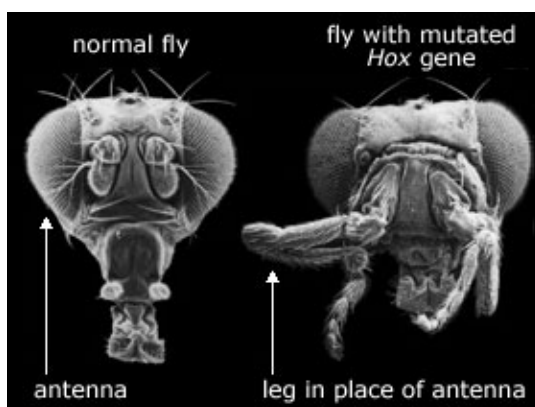 normal fly
fly with mutated
Hox gene
antenna
leg in place of antenna